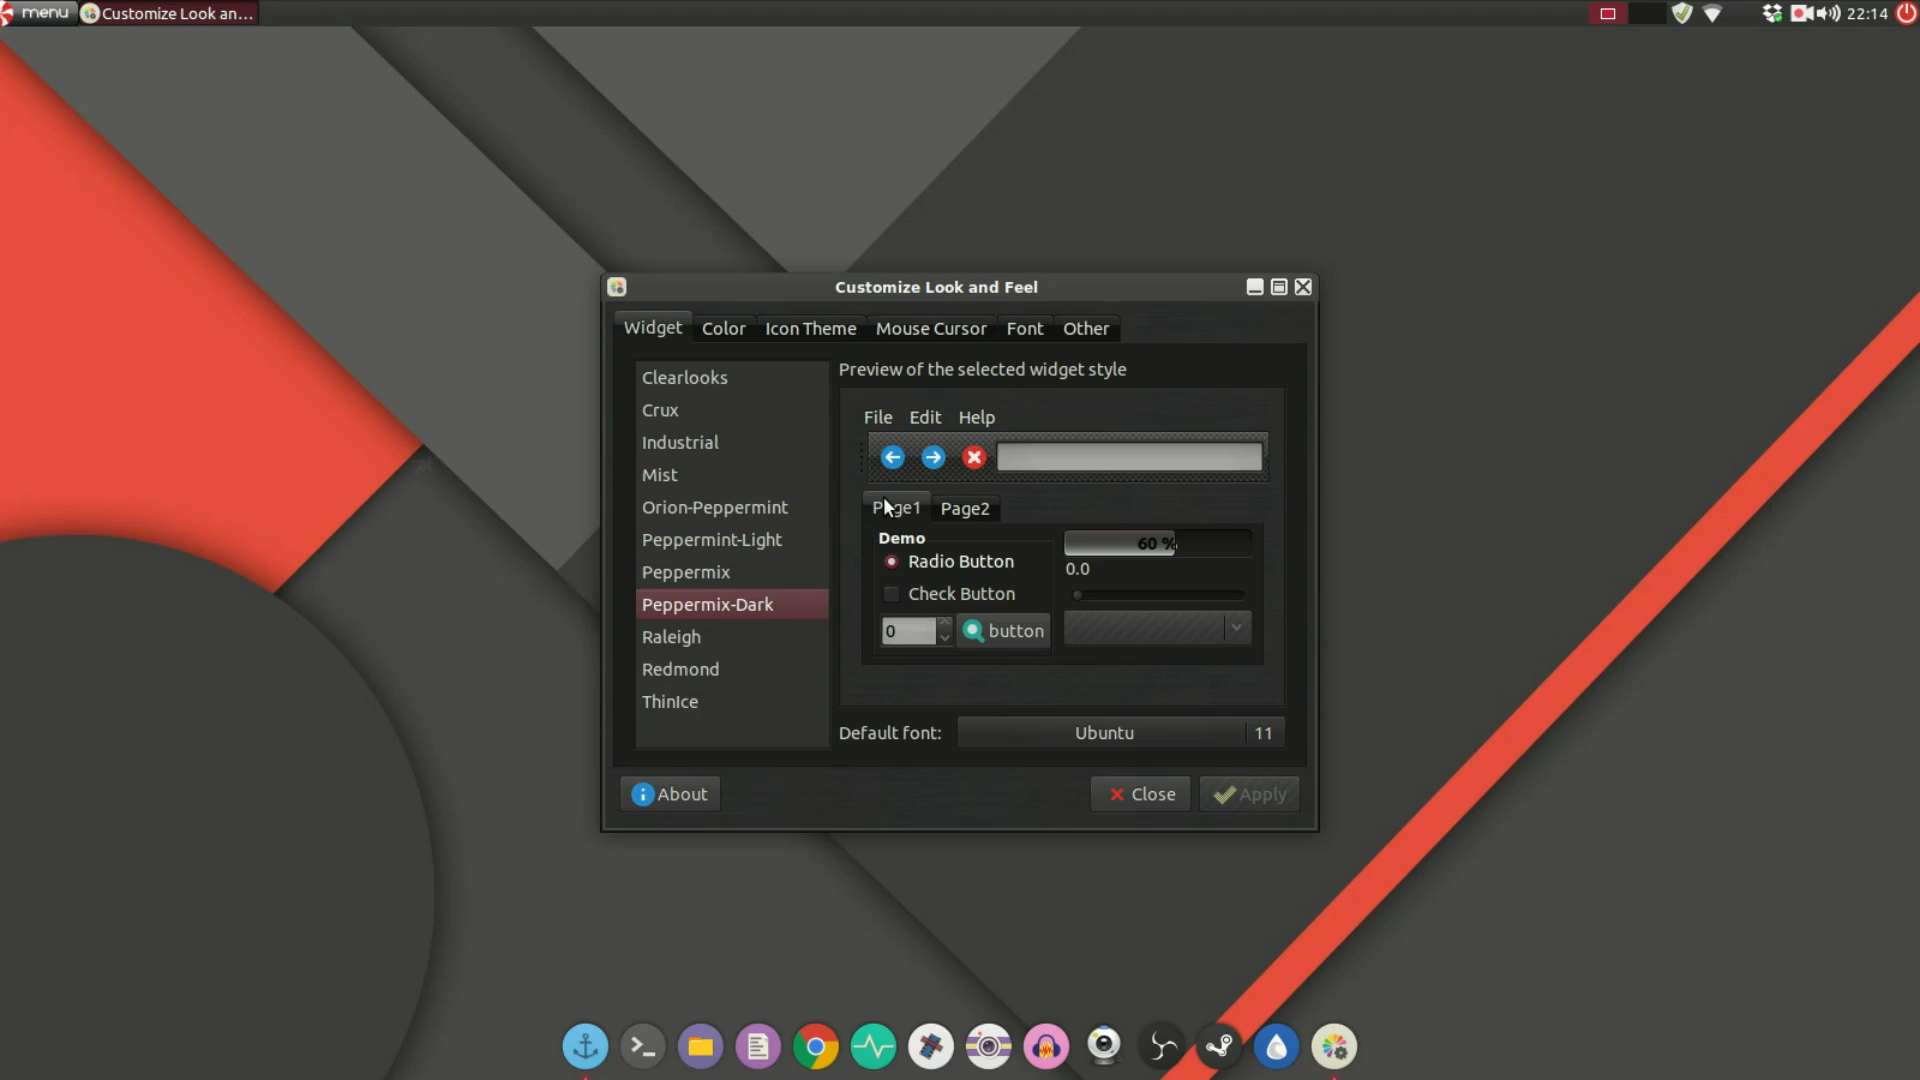 menu Customize Look an... 22:14
Customize Look and Feel
Widget Color Icon Theme Mouse Cursor Font Other
Clearlooks
Crux
Industrial
Mist
Orion-Peppermint
Peppermint-Light
Peppermix
Peppermix-Dark
Raleigh
Redmond
ThinIce
Preview of the selected widget style
File Edit Help
Page1 Page2
Demo
Radio Button
Check Button
0 button
60 %
0.0
Default font: Ubuntu 11
About Close Apply